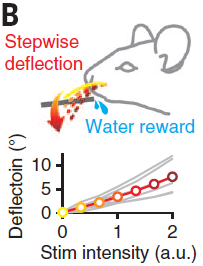 B
Stepwise
deflection
Water reward
Deflectoin (°)
10
5
0
0 1 2
Stim intensity (a.u.)